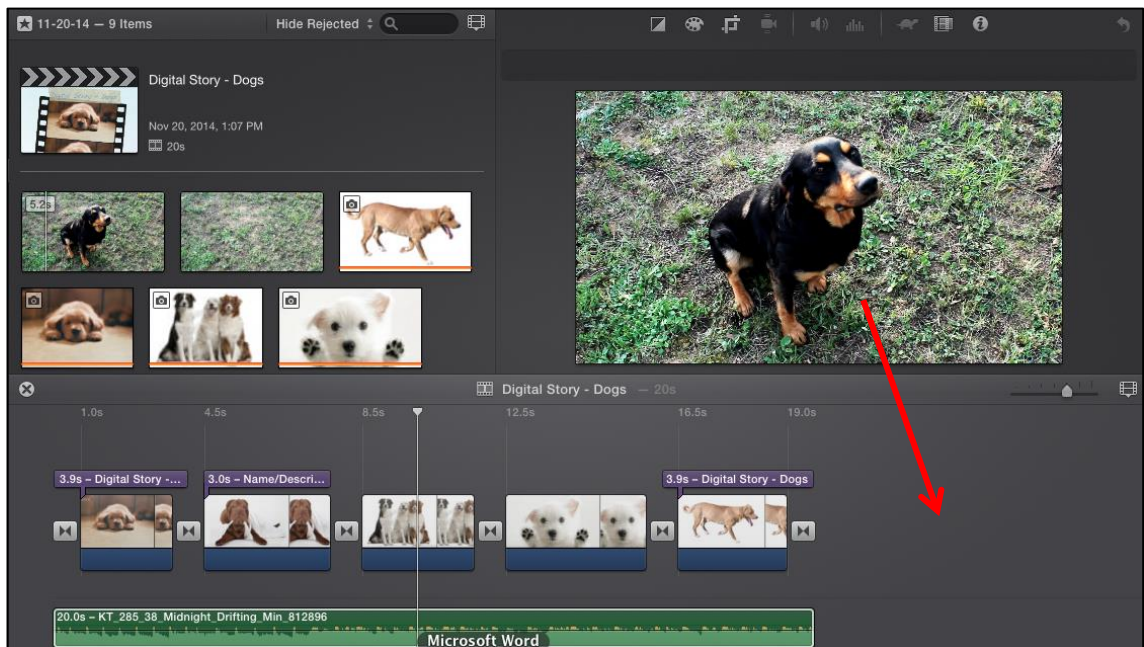 11-20-14 — 9 Items
Hide Rejected
Digital Story - Dogs
Nov 20, 2014, 1:07 PM
20s
5.2s
Digital Story - Dogs — 20s
1.0s 4.5s 8.5s 12.5s 16.5s 19.0s
3.9s – Digital Story -... 3.0s – Name/Descri... 3.9s – Digital Story - Dogs
20.0s – KT_285_38_Midnight_Drifting_Min_812896
Microsoft Word